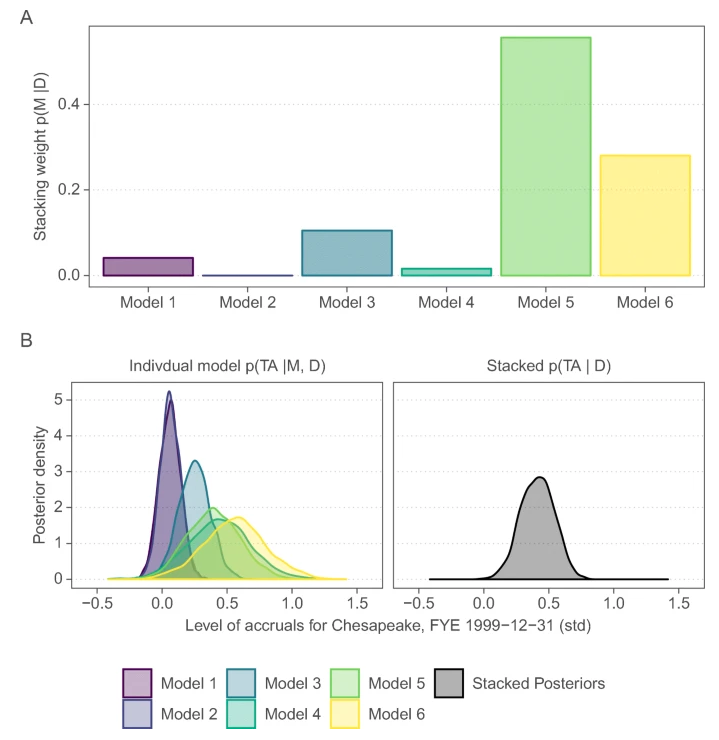 A
Stacking weight p(M |D)
0.4
0.2
0.0
Model 1 Model 2 Model 3 Model 4 Model 5 Model 6
B
Indivdual model p(TA |M, D) Stacked p(TA | D)
Posterior density
5
4
3
2
1
0
−0.5 0.0 0.5 1.0 1.5 −0.5 0.0 0.5 1.0 1.5
Level of accruals for Chesapeake, FYE 1999−12−31 (std)
Model 1 Model 3 Model 5 Stacked Posteriors
Model 2 Model 4 Model 6